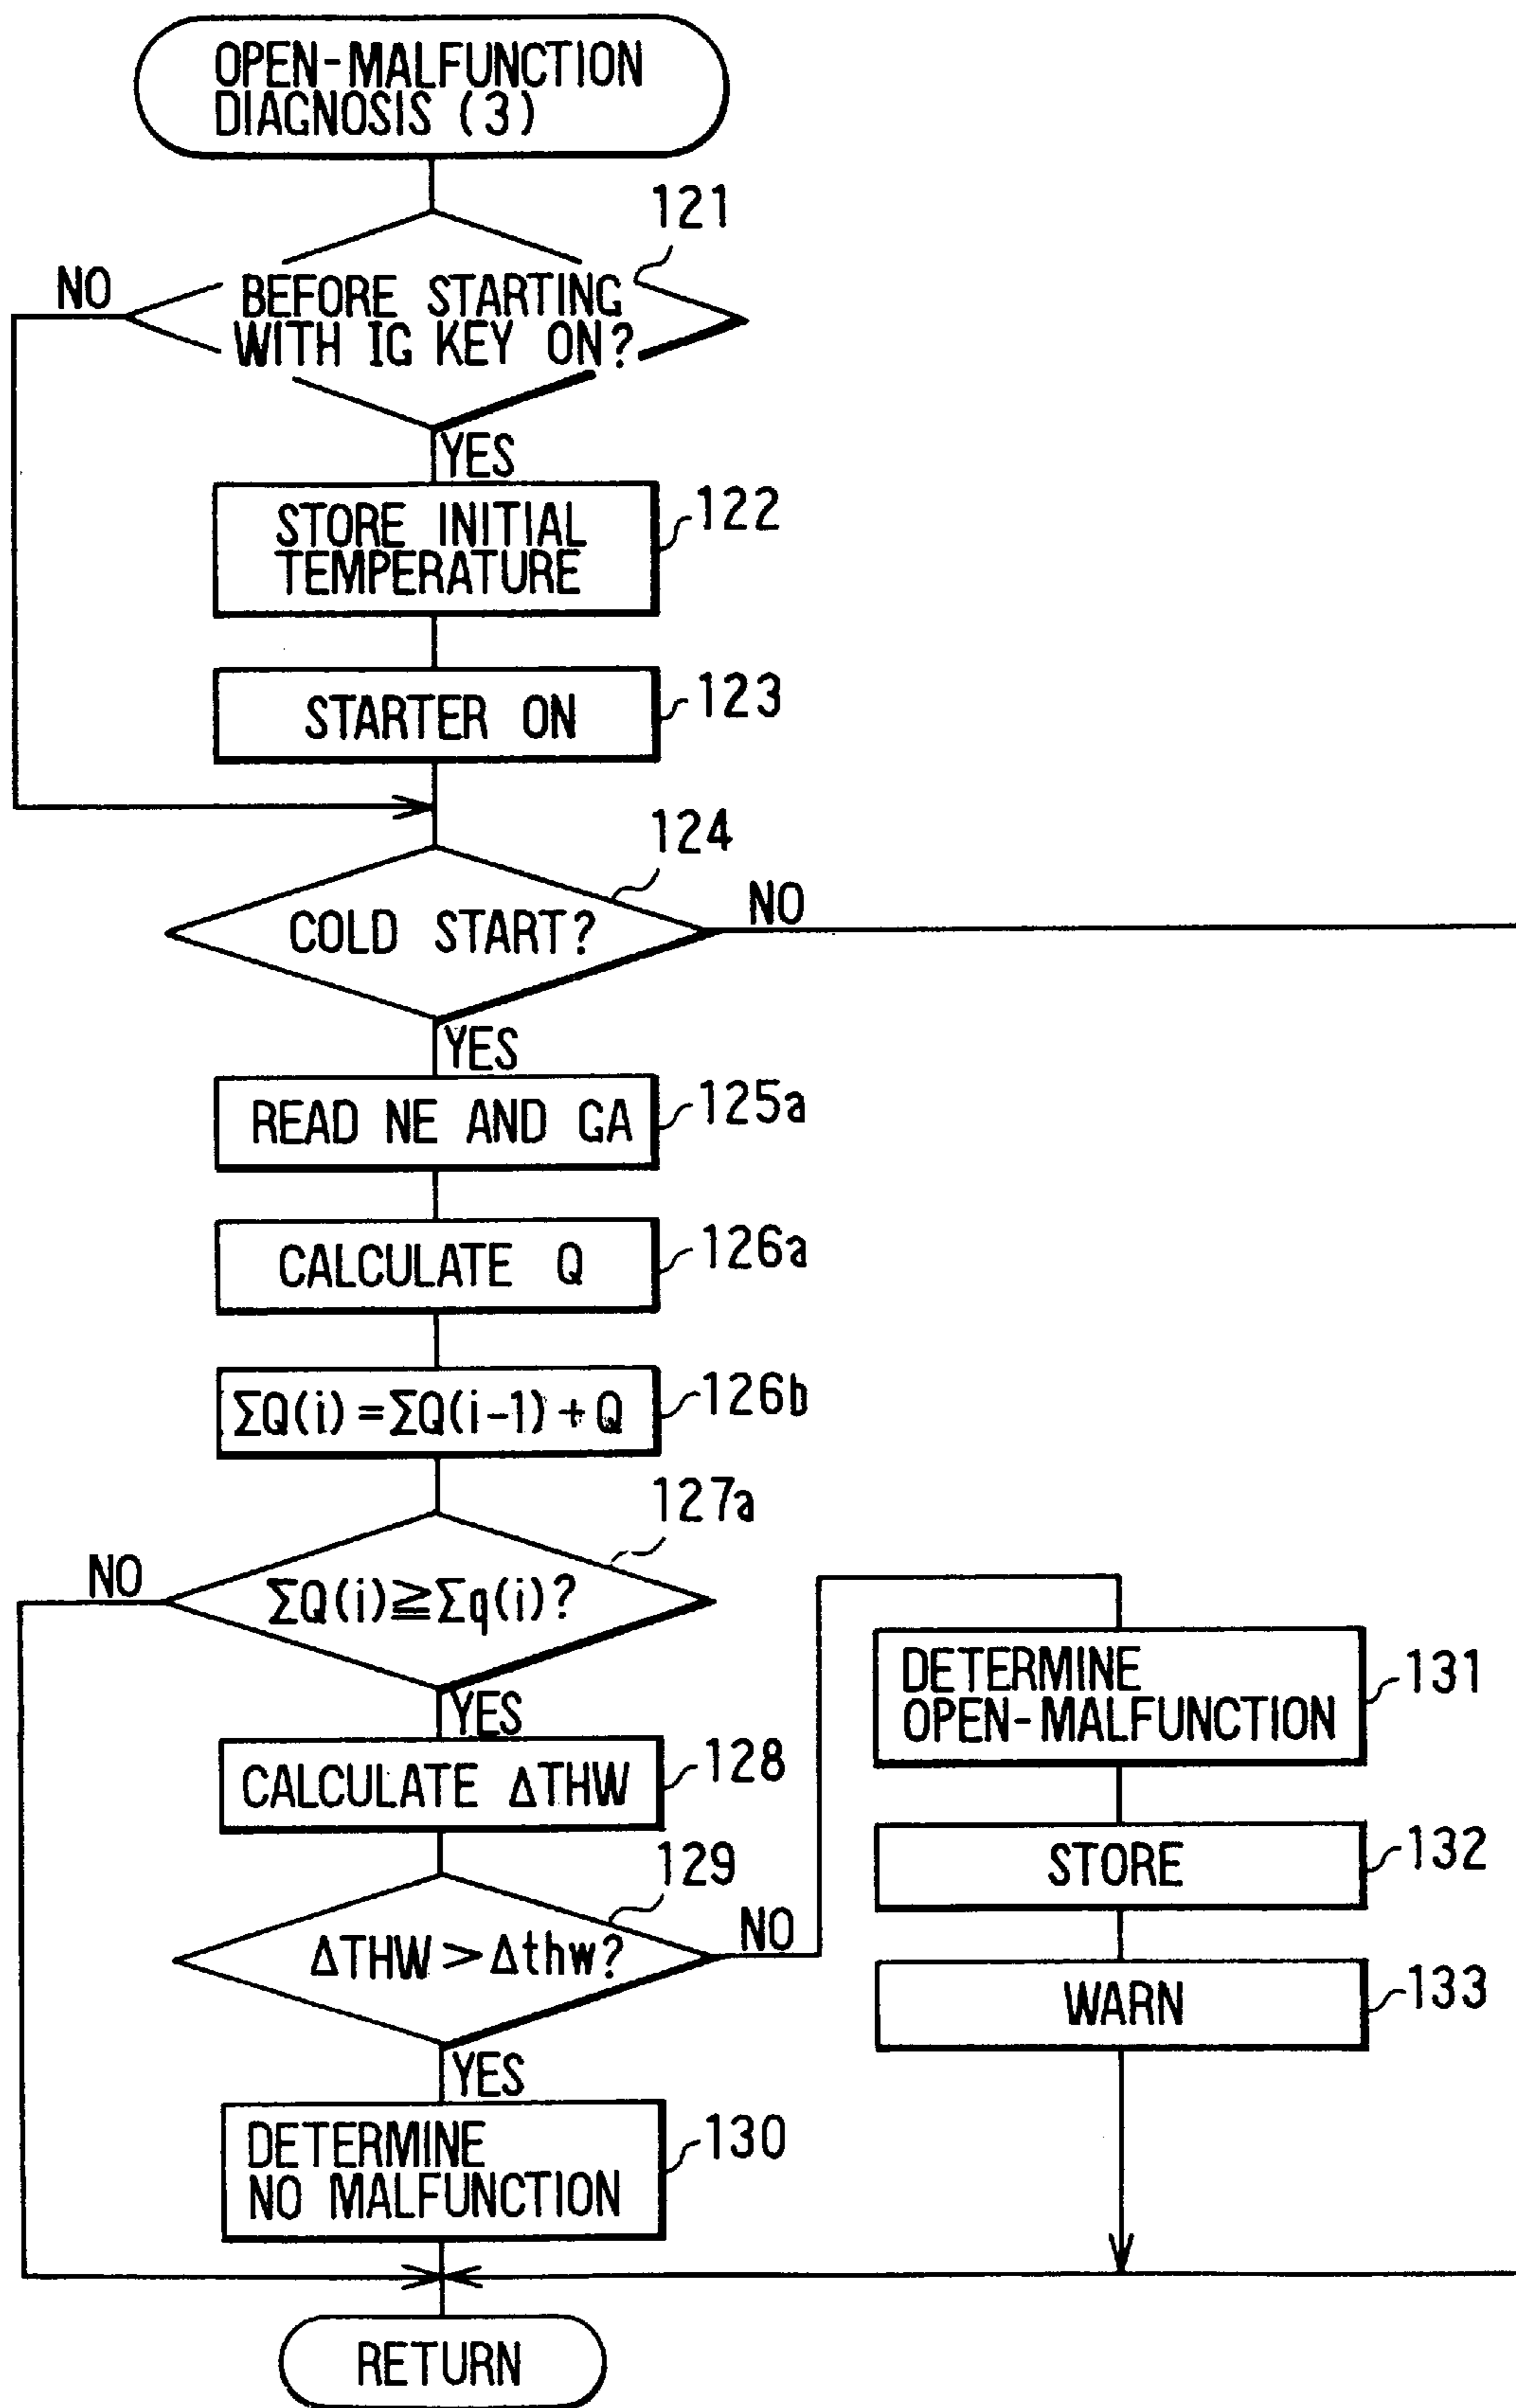 OPEN-MALFUNCTION
DIAGNOSIS (3)
121
NO
BEFORE STARTING
WITH IG KEY ON?
YES
STORE INITIAL
TEMPERATURE
122
STARTER ON
123
124
COLD START?
NO
YES
READ NE AND GA
125a
CALCULATE Q
126a
ΣQ(i)=ΣQ(i-1)+Q
126b
127a
NO
ΣQ(i)≧Σq(i)?
YES
CALCULATE ΔTHW
128
129
ΔTHW>Δthw?
NO
YES
DETERMINE
NO MALFUNCTION
130
DETERMINE
OPEN-MALFUNCTION
131
STORE
132
WARN
133
RETURN